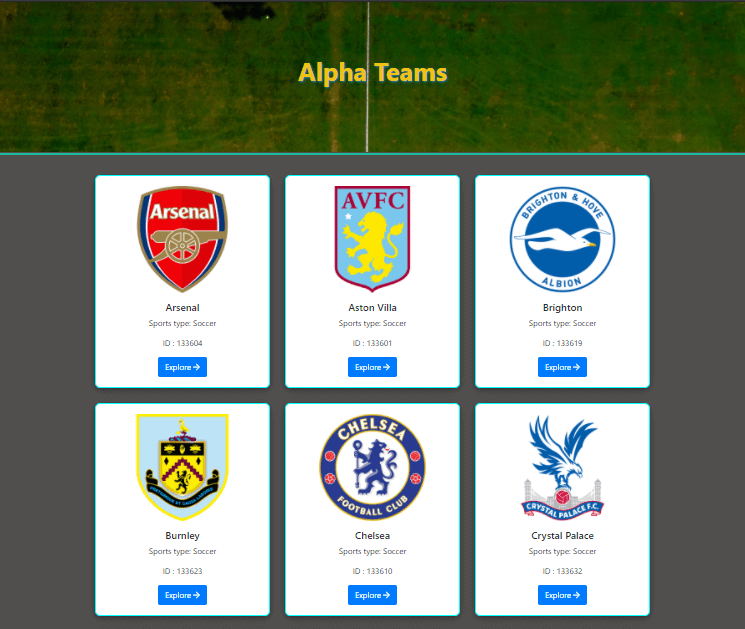 Alpha Teams
Arsenal
Arsenal
Sports type: Soccer
ID : 133604
Explore →
AVFC
Aston Villa
Sports type: Soccer
ID : 133601
Explore →
BRIGHTON & HOVE
ALBION
Brighton
Sports type: Soccer
ID : 133619
Explore →
Burnley
Sports type: Soccer
ID : 133623
Explore →
CHELSEA
FOOTBALL CLUB
Chelsea
Sports type: Soccer
ID : 133610
Explore →
CRYSTAL PALACE F.C.
Crystal Palace
Sports type: Soccer
ID : 133632
Explore →